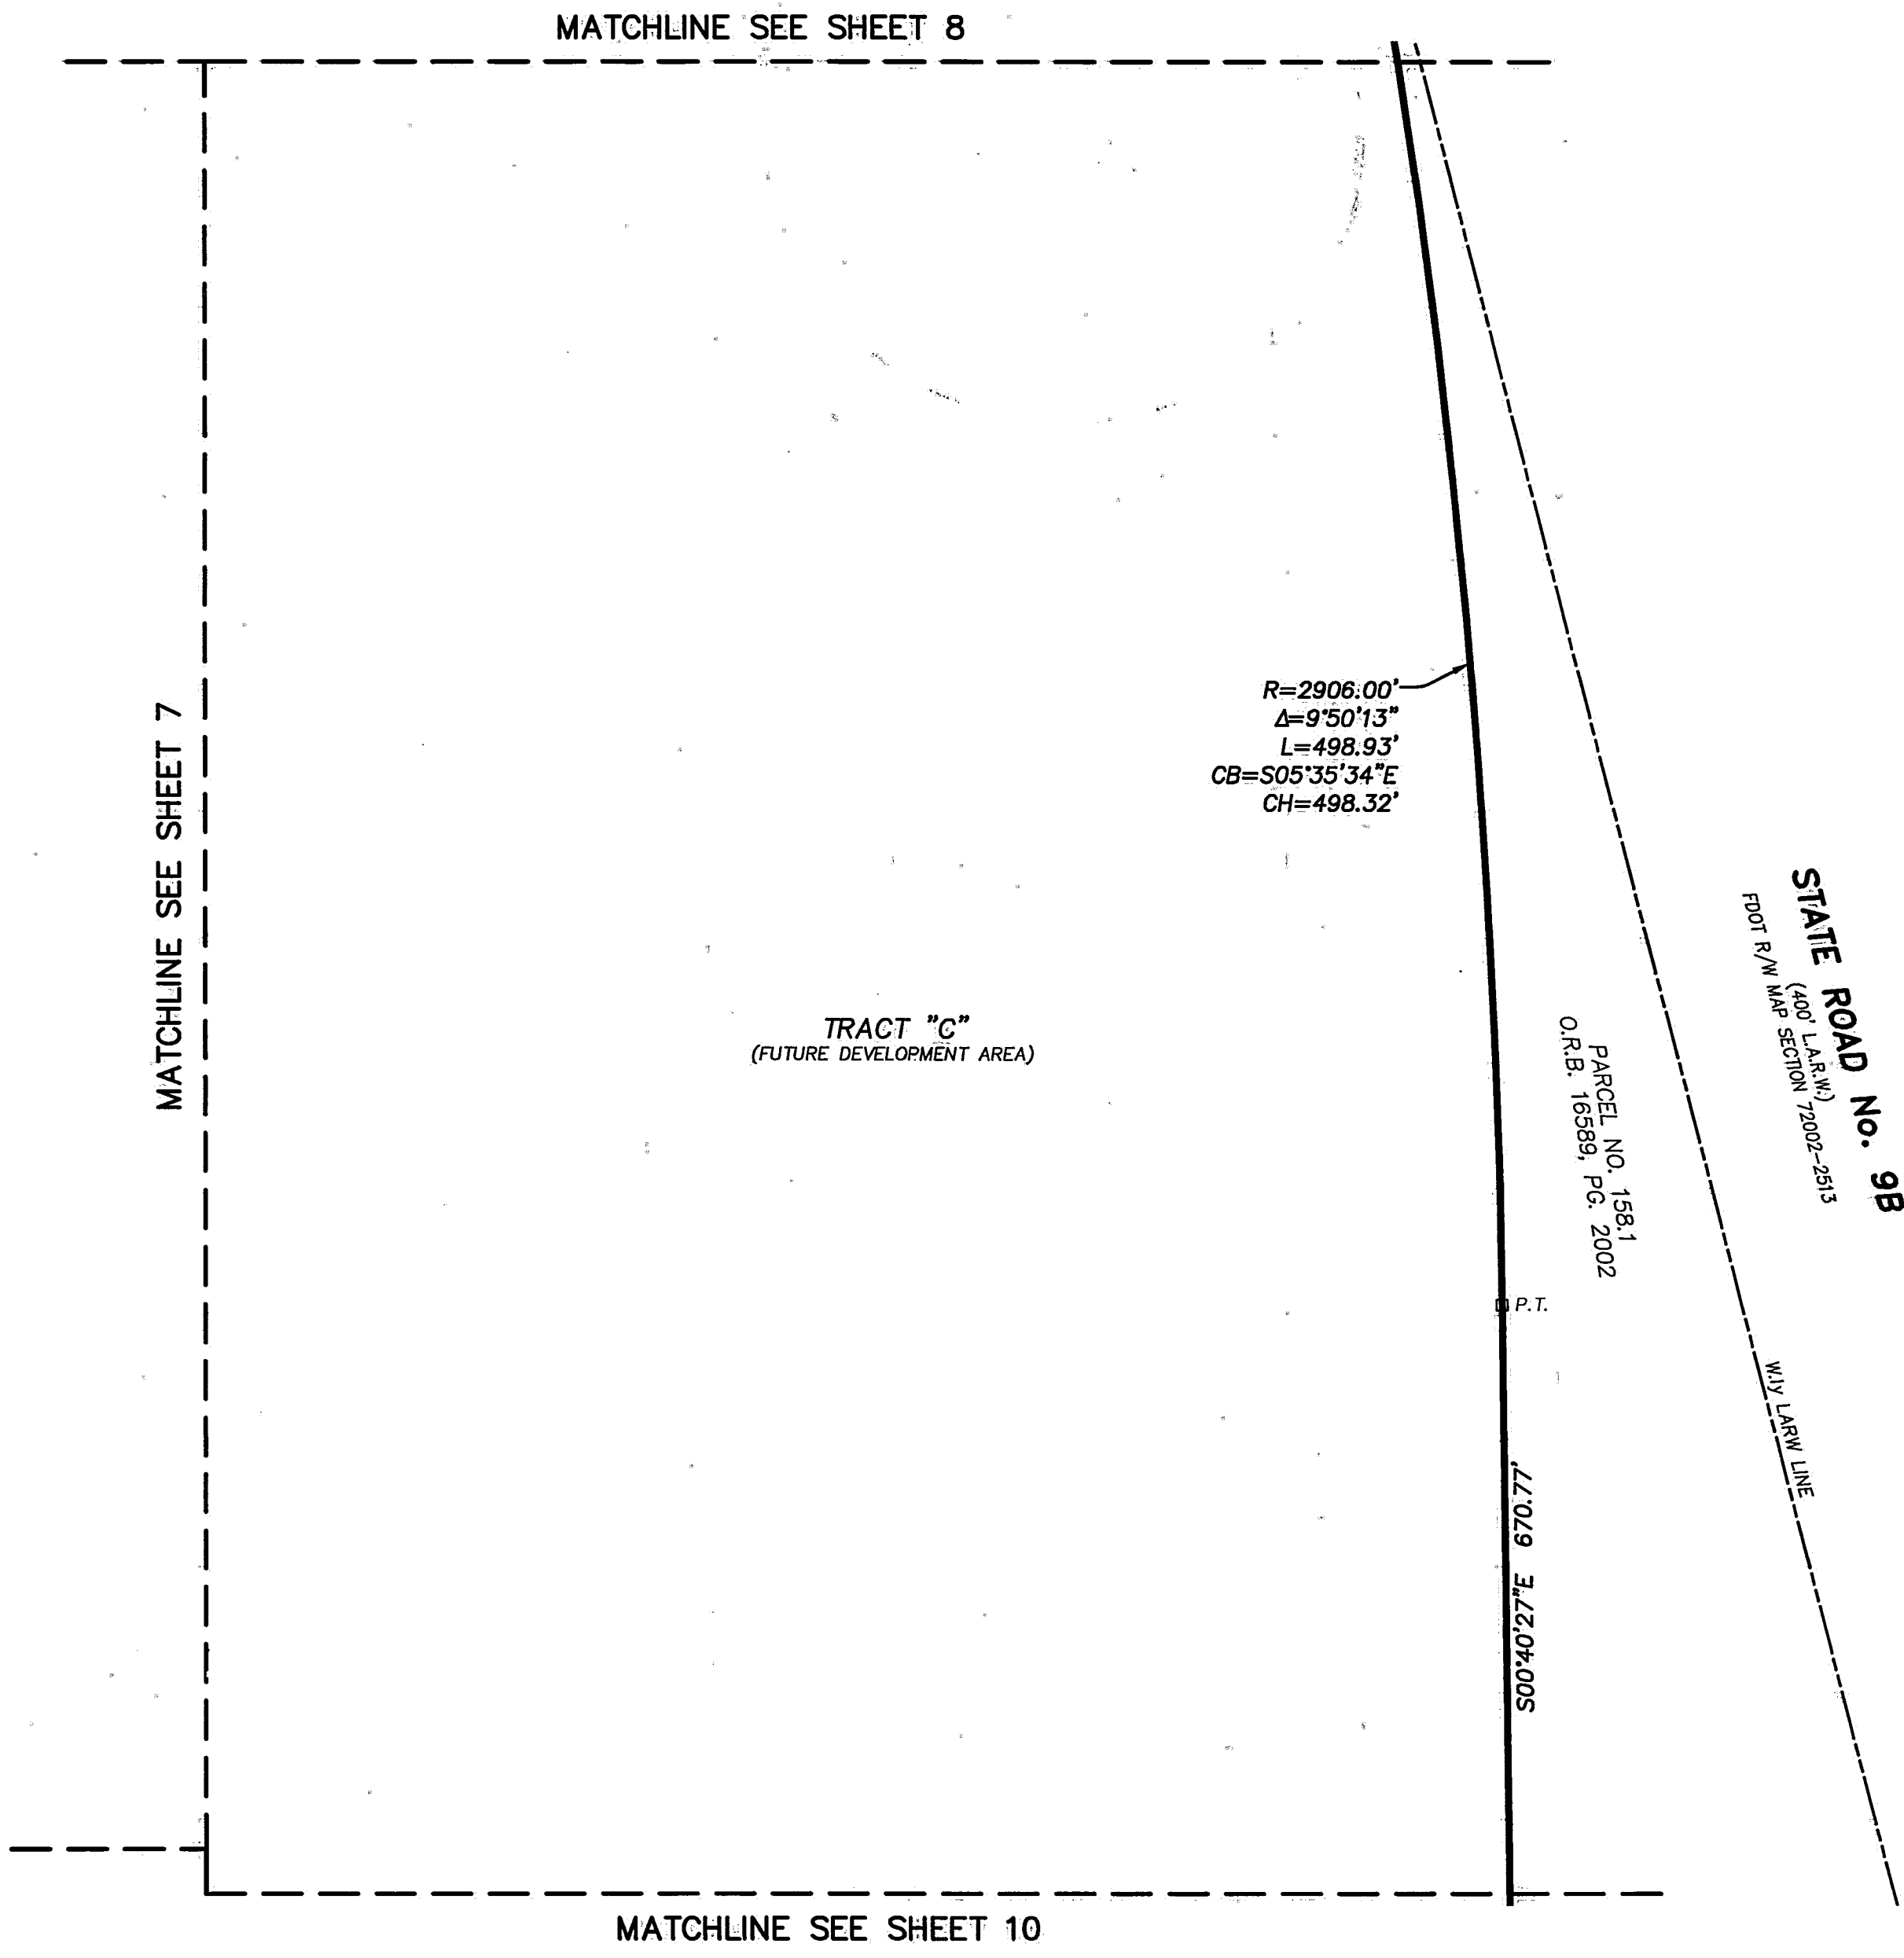 MATCHLINE SEE SHEET 8
MATCHLINE SEE SHEET 7
R=2906.00'
Δ=9°50'13"
L=498.93'
CB=S05°35'34"E
CH=498.32'
TRACT "C"
(FUTURE DEVELOPMENT AREA)
STATE ROAD No. 9B
(400' L.A.R.W.)
FDOT R/W MAP SECTION 72002-2513
PARCEL NO. 158.1
O.R.B. 16589, PG. 2002
P.T.
W.ly LARW LINE
S00°40'27"E 670.77'
MATCHLINE SEE SHEET 10